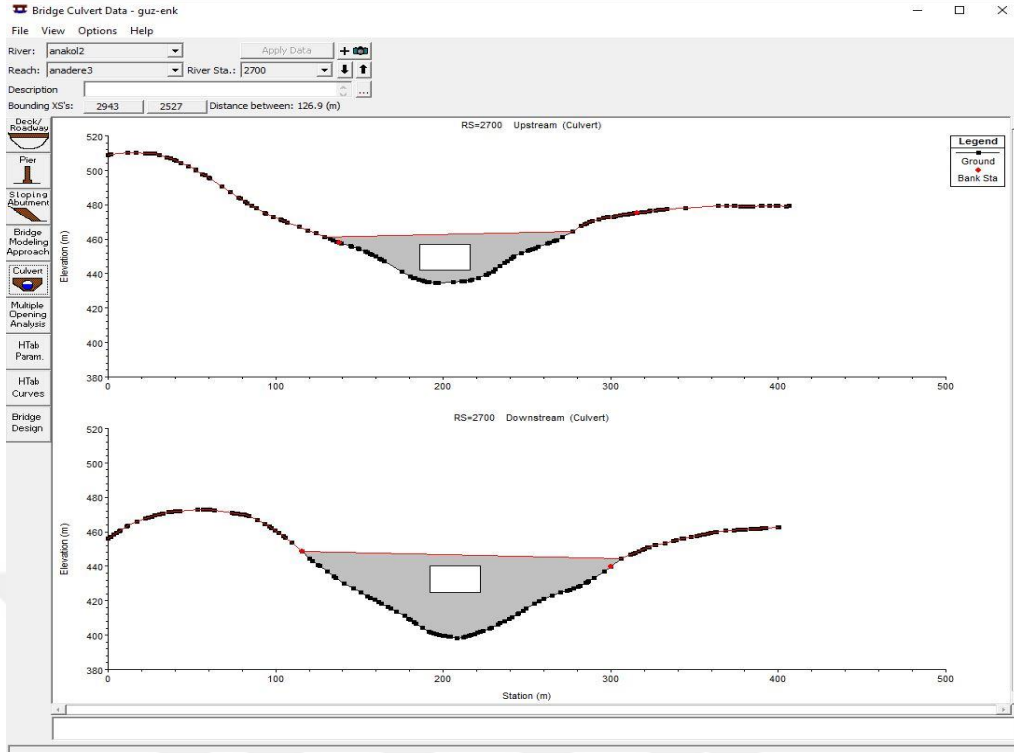 Bridge Culvert Data - guz-enk
File View Options Help
River: anakol2 Apply Data +
Reach: anadere3 River Sta.: 2700
Description ...
Bounding XS's: 2943 2527 Distance between: 126.9 (m)
Deck/
Roadway
Pier
Sloping
Abutment
Bridge
Modeling
Approach
Culvert
Multiple
Opening
Analysis
HTab
Param.
HTab
Curves
Bridge
Design
RS=2700 Upstream (Culvert)
Legend
Ground
Bank Sta
Elevation (m)
520
500
480
460
440
420
400
380
0 100 200 300 400 500
RS=2700 Downstream (Culvert)
Elevation (m)
520
500
480
460
440
420
400
380
0 100 200 300 400 500
Station (m)